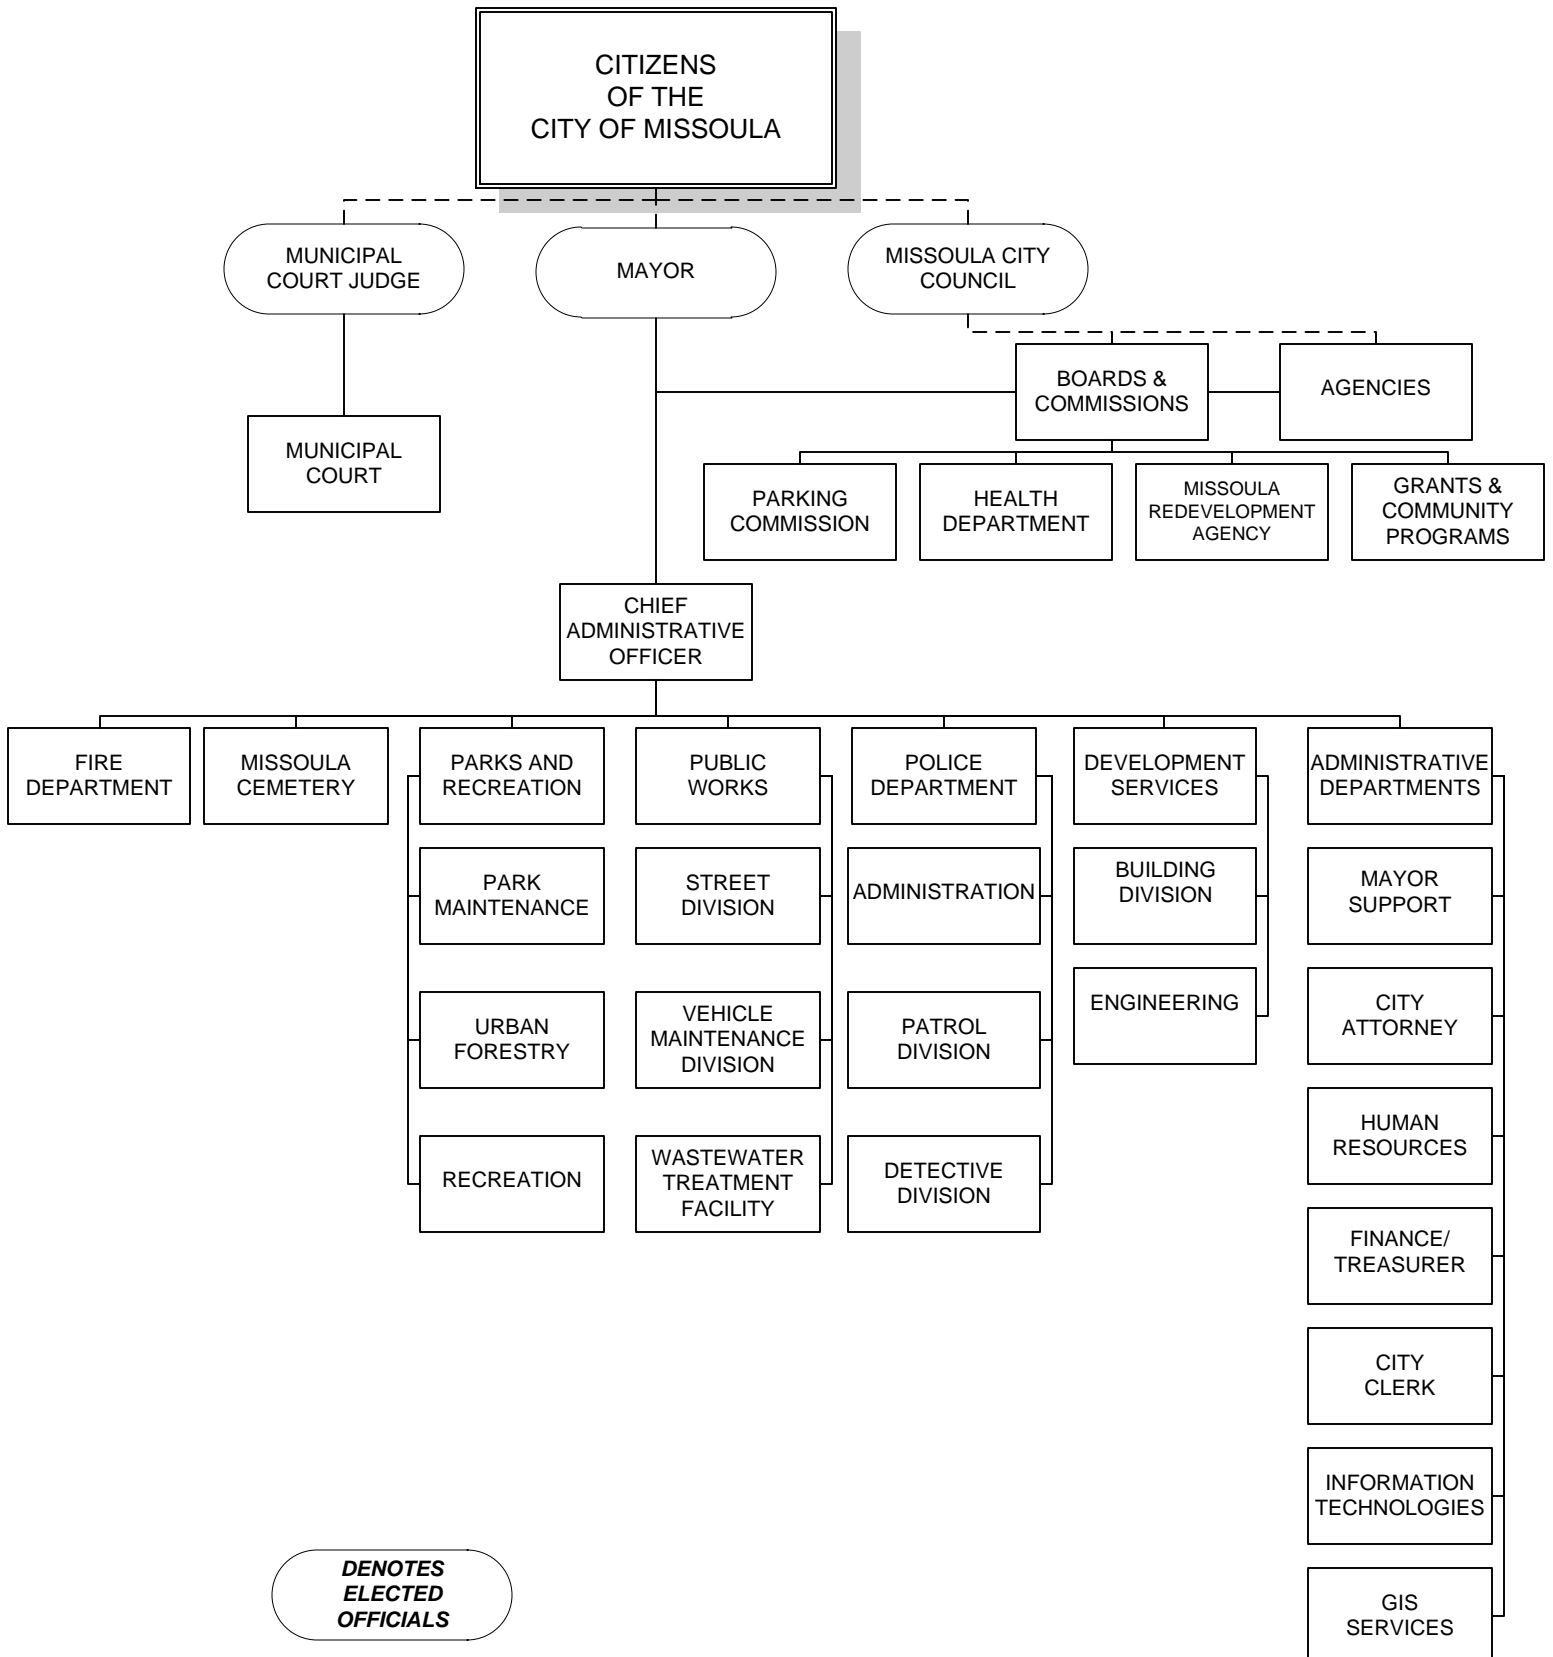 CITIZENS
OF THE
CITY OF MISSOULA
MUNICIPAL
COURT JUDGE
MAYOR
MISSOULA CITY
COUNCIL
BOARDS &
COMMISSIONS
AGENCIES
MUNICIPAL
COURT
PARKING
COMMISSION
HEALTH
DEPARTMENT
MISSOULA
REDEVELOPMENT
AGENCY
GRANTS &
COMMUNITY
PROGRAMS
CHIEF
ADMINISTRATIVE
OFFICER
FIRE
DEPARTMENT
MISSOULA
CEMETERY
PARKS AND
RECREATION
PUBLIC
WORKS
POLICE
DEPARTMENT
DEVELOPMENT
SERVICES
ADMINISTRATIVE
DEPARTMENTS
PARK
MAINTENANCE
STREET
DIVISION
ADMINISTRATION
BUILDING
DIVISION
MAYOR
SUPPORT
URBAN
FORESTRY
VEHICLE
MAINTENANCE
DIVISION
PATROL
DIVISION
ENGINEERING
CITY
ATTORNEY
RECREATION
WASTEWATER
TREATMENT
FACILITY
DETECTIVE
DIVISION
HUMAN
RESOURCES
FINANCE/
TREASURER
CITY
CLERK
INFORMATION
TECHNOLOGIES
GIS
SERVICES
DENOTES
ELECTED
OFFICIALS